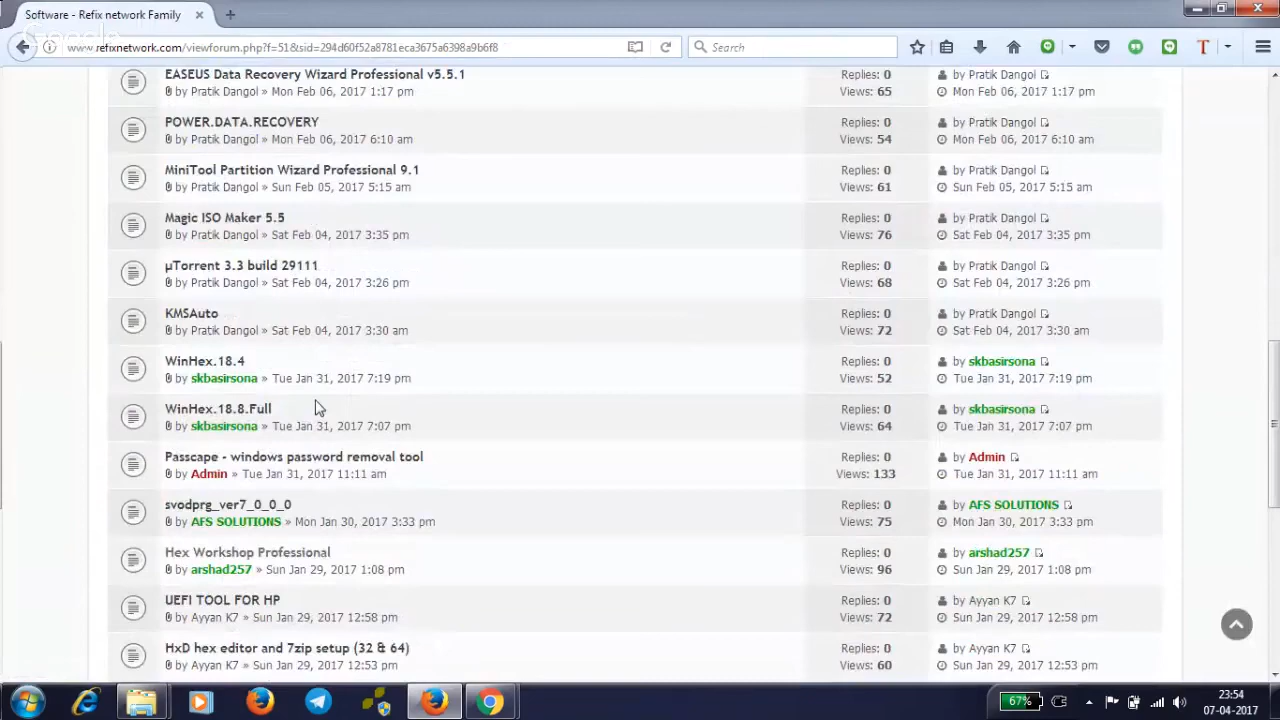 Software - Refix network Family
Google
www.refixnetwork.com/viewforum.php?f=51&sid=294d60f52a8781eca3675a6398a9b6f8
Search
EASEUS Data Recovery Wizard Professional v5.5.1
by Pratik Dangol » Mon Feb 06, 2017 1:17 pm
Replies: 0
Views: 65
by Pratik Dangol
Mon Feb 06, 2017 1:17 pm
POWER.DATA.RECOVERY
by Pratik Dangol » Mon Feb 06, 2017 6:10 am
Replies: 0
Views: 54
by Pratik Dangol
Mon Feb 06, 2017 6:10 am
MiniTool Partition Wizard Professional 9.1
by Pratik Dangol » Sun Feb 05, 2017 5:15 am
Replies: 0
Views: 61
by Pratik Dangol
Sun Feb 05, 2017 5:15 am
Magic ISO Maker 5.5
by Pratik Dangol » Sat Feb 04, 2017 3:35 pm
Replies: 0
Views: 76
by Pratik Dangol
Sat Feb 04, 2017 3:35 pm
µTorrent 3.3 build 29111
by Pratik Dangol » Sat Feb 04, 2017 3:26 pm
Replies: 0
Views: 68
by Pratik Dangol
Sat Feb 04, 2017 3:26 pm
KMSAuto
by Pratik Dangol » Sat Feb 04, 2017 3:30 am
Replies: 0
Views: 72
by Pratik Dangol
Sat Feb 04, 2017 3:30 am
WinHex.18.4
by skbasirsona » Tue Jan 31, 2017 7:19 pm
Replies: 0
Views: 52
by skbasirsona
Tue Jan 31, 2017 7:19 pm
WinHex.18.8.Full
by skbasirsona » Tue Jan 31, 2017 7:07 pm
Replies: 0
Views: 64
by skbasirsona
Tue Jan 31, 2017 7:07 pm
Passcape - windows password removal tool
by Admin » Tue Jan 31, 2017 11:11 am
Replies: 0
Views: 133
by Admin
Tue Jan 31, 2017 11:11 am
svodprg_ver7_0_0_0
by AFS SOLUTIONS » Mon Jan 30, 2017 3:33 pm
Replies: 0
Views: 75
by AFS SOLUTIONS
Mon Jan 30, 2017 3:33 pm
Hex Workshop Professional
by arshad257 » Sun Jan 29, 2017 1:08 pm
Replies: 0
Views: 96
by arshad257
Sun Jan 29, 2017 1:08 pm
UEFI TOOL FOR HP
by Ayyan K7 » Sun Jan 29, 2017 12:58 pm
Replies: 0
Views: 72
by Ayyan K7
Sun Jan 29, 2017 12:58 pm
HxD hex editor and 7zip setup (32 & 64)
by Ayyan K7 » Sun Jan 29, 2017 12:53 pm
Replies: 0
Views: 60
by Ayyan K7
Sun Jan 29, 2017 12:53 pm
67%
23:54
07-04-2017